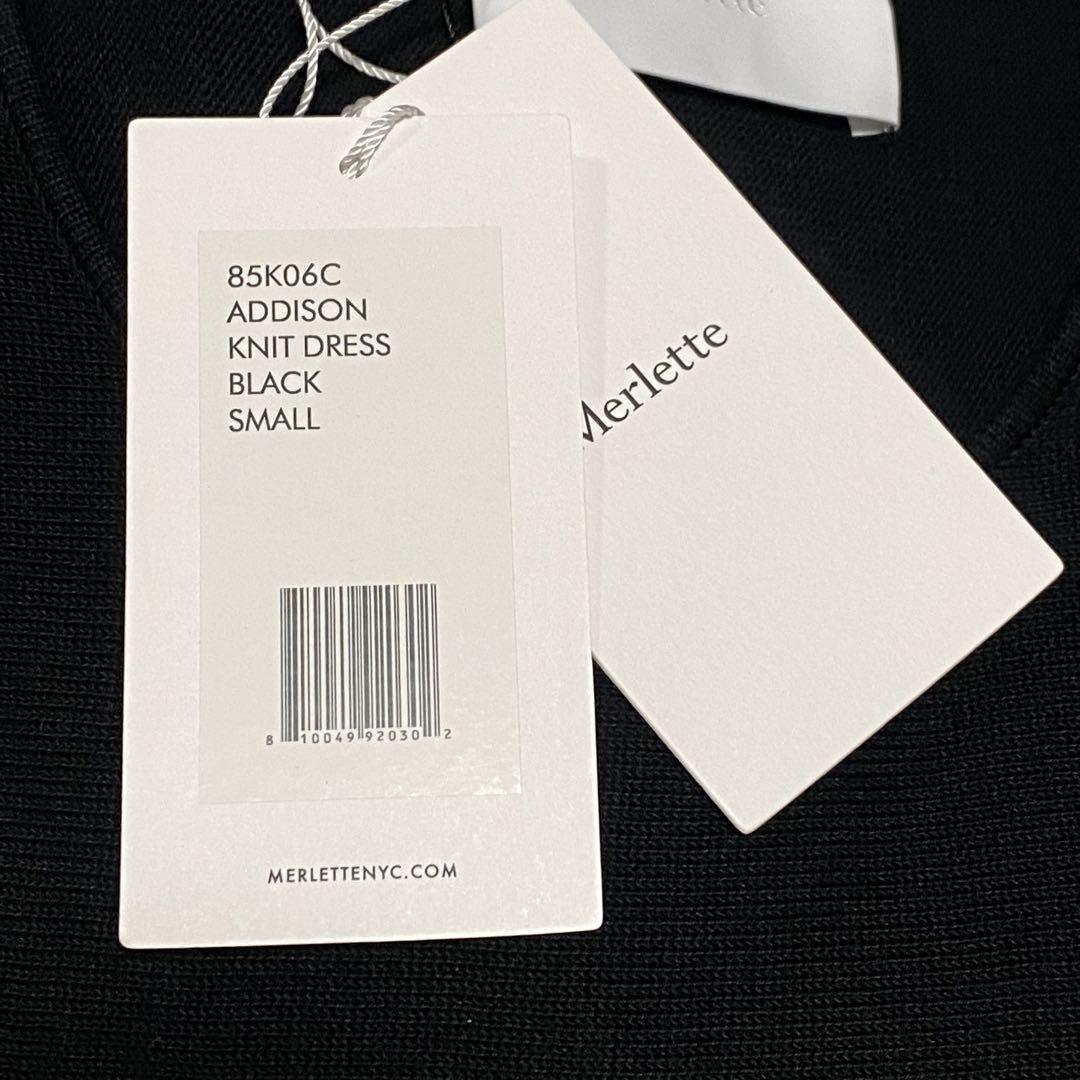 85K06C
ADDISON
KNIT DRESS
BLACK
SMALL
8 10049 92030 2
MERLETTENYC.COM
Merlette